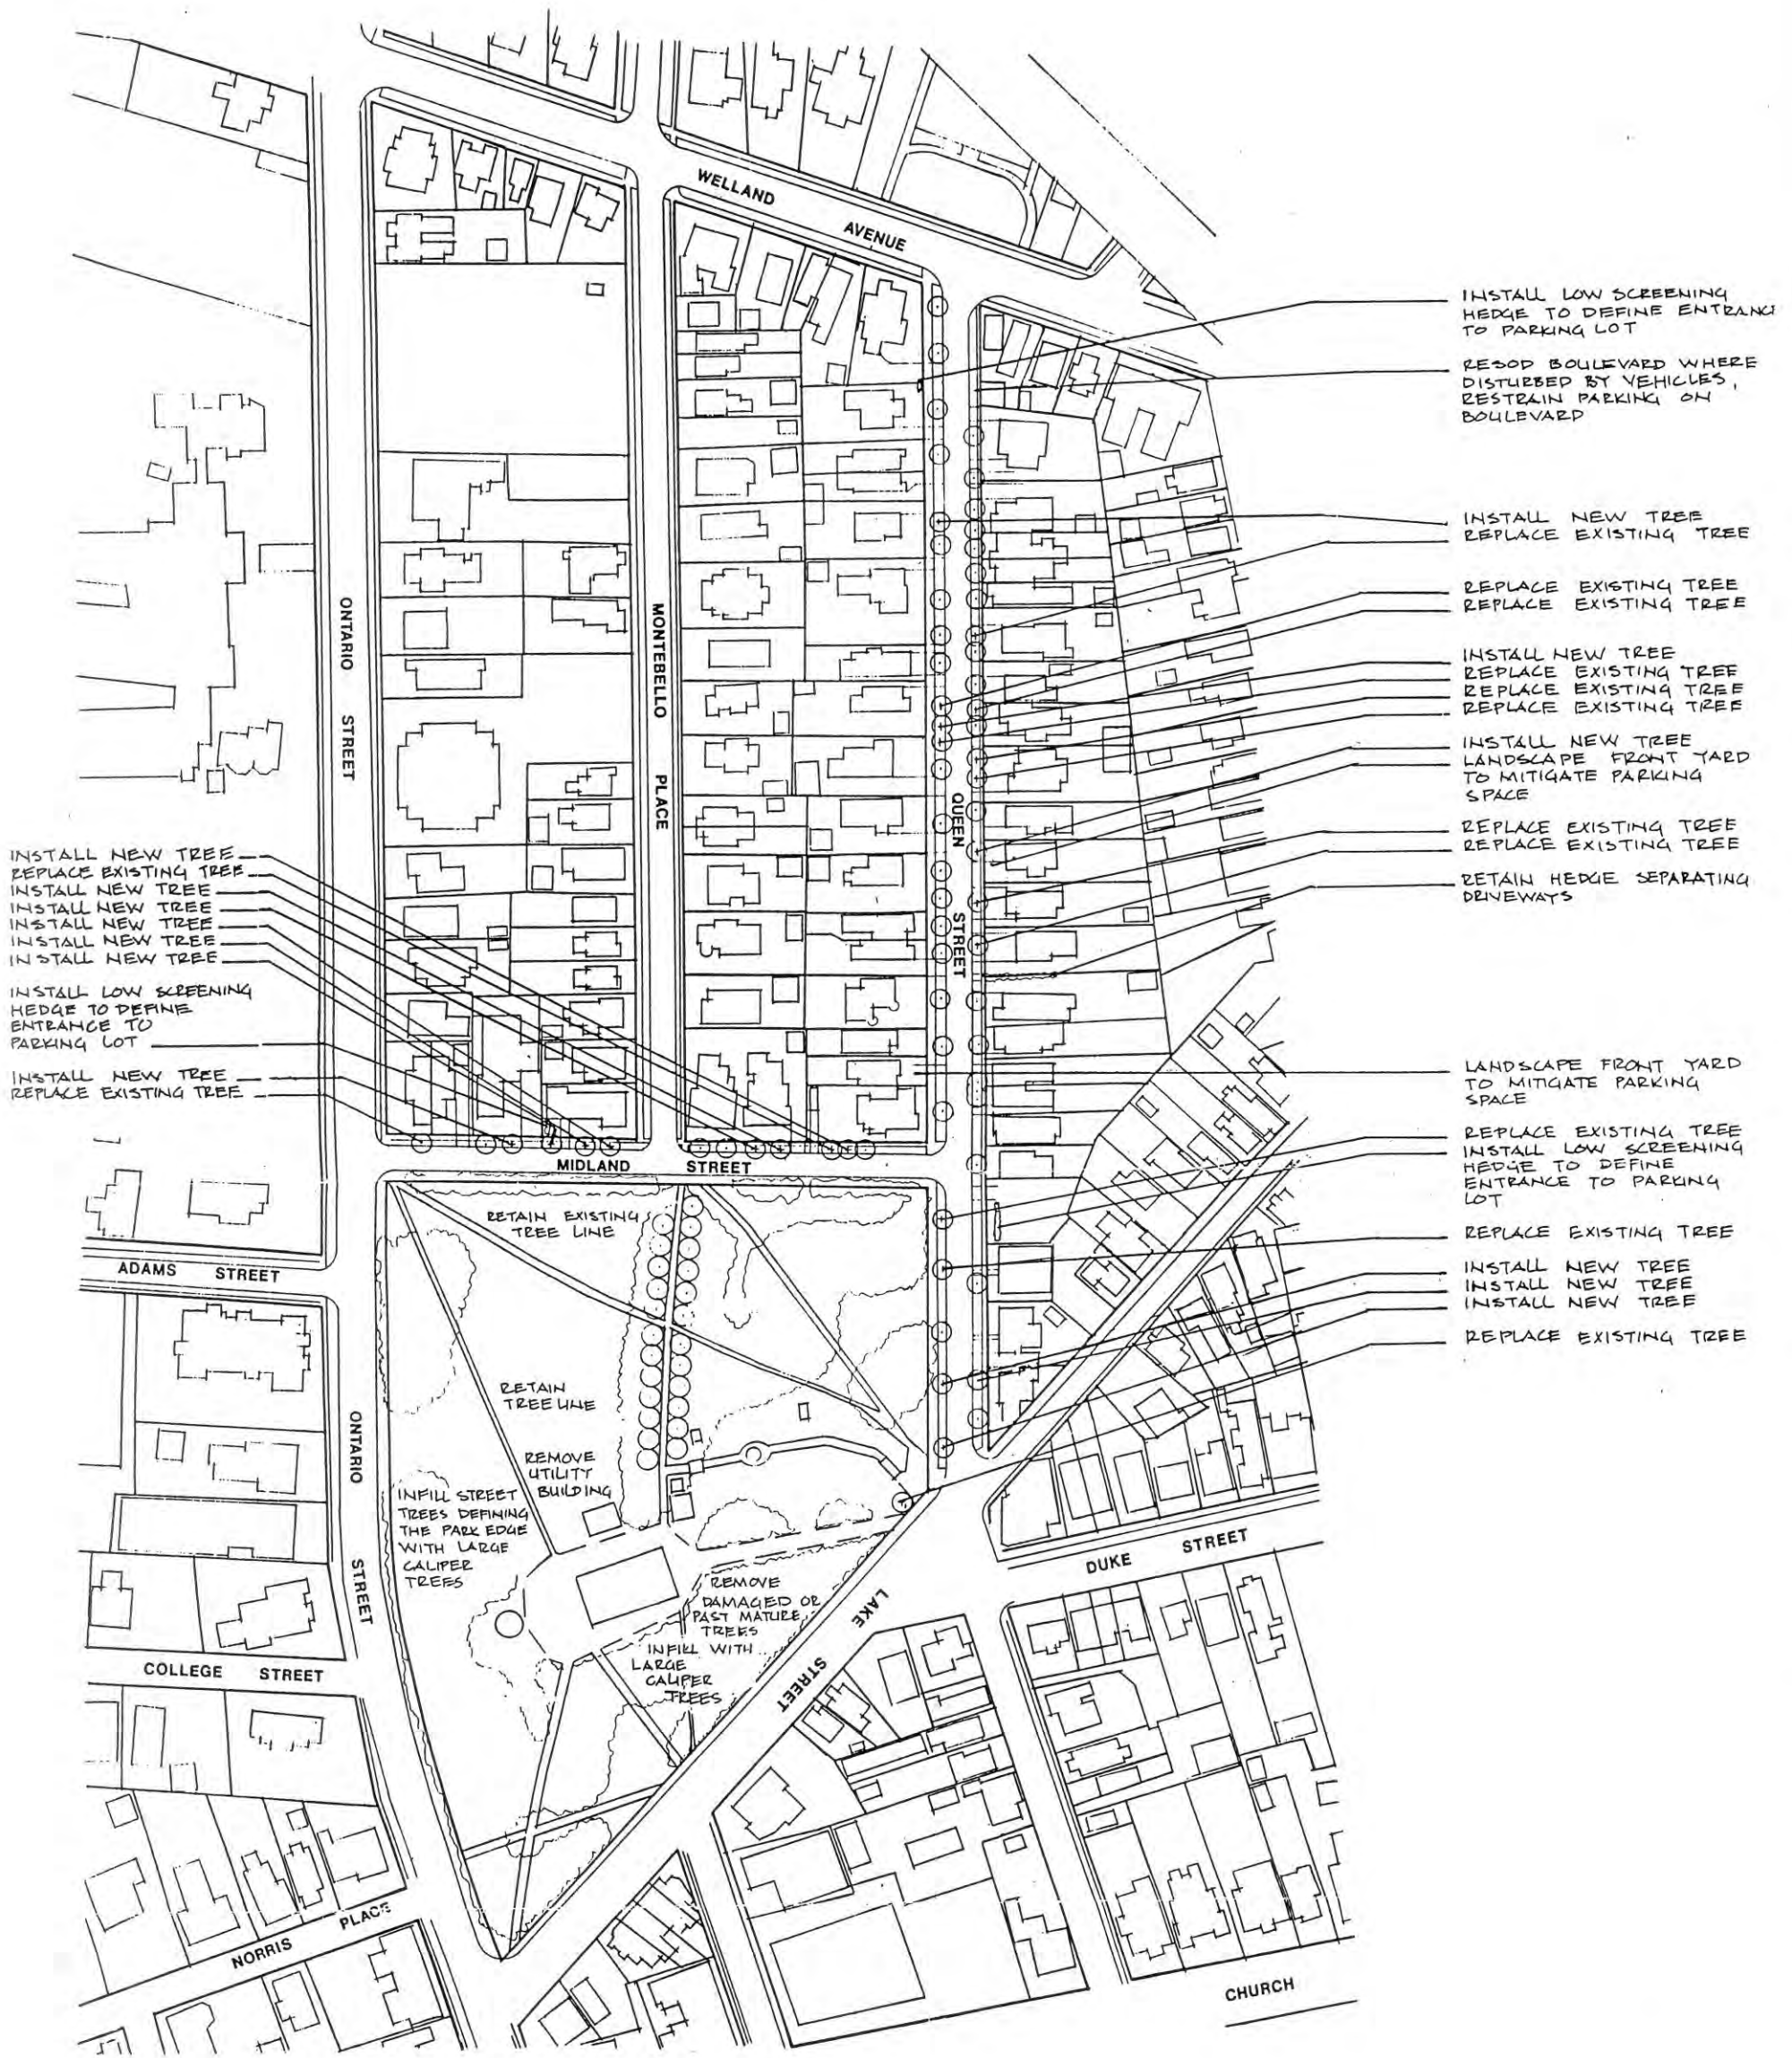 WELLAND
AVENUE
INSTALL LOW SCREENING
HEDGE TO DEFINE ENTRANCE
TO PARKING LOT
RESOD BOULEVARD WHERE
DISTURBED BY VEHICLES,
RESTRAIN PARKING ON
BOULEVARD
INSTALL NEW TREE
REPLACE EXISTING TREE
REPLACE EXISTING TREE
REPLACE EXISTING TREE
INSTALL NEW TREE
REPLACE EXISTING TREE
REPLACE EXISTING TREE
REPLACE EXISTING TREE
INSTALL NEW TREE
LANDSCAPE FRONT YARD
TO MITIGATE PARKING
SPACE
REPLACE EXISTING TREE
REPLACE EXISTING TREE
RETAIN HEDGE SEPARATING
DRIVEWAYS
LANDSCAPE FRONT YARD
TO MITIGATE PARKING
SPACE
REPLACE EXISTING TREE
INSTALL LOW SCREENING
HEDGE TO DEFINE
ENTRANCE TO PARKING
LOT
REPLACE EXISTING TREE
INSTALL NEW TREE
INSTALL NEW TREE
INSTALL NEW TREE
REPLACE EXISTING TREE
ONTARIO
STREET
MONTEBELLO
PLACE
QUEEN
STREET
INSTALL NEW TREE
REPLACE EXISTING TREE
INSTALL NEW TREE
INSTALL NEW TREE
INSTALL NEW TREE
INSTALL NEW TREE
INSTALL NEW TREE
INSTALL LOW SCREENING
HEDGE TO DEFINE
ENTRANCE TO
PARKING LOT
INSTALL NEW TREE
REPLACE EXISTING TREE
MIDLAND STREET
ADAMS STREET
RETAIN EXISTING
TREE LINE
RETAIN
TREE LINE
REMOVE
UTILITY
BUILDING
INFILL STREET
TREES DEFINING
THE PARK EDGE
WITH LARGE
CALIPER
TREES
REMOVE
DAMAGED OR
PAST MATURE
TREES
INFILL WITH
LARGE
CALIPER
TREES
ONTARIO
STREET
COLLEGE STREET
LAKE
STREET
DUKE STREET
NORRIS PLACE
CHURCH